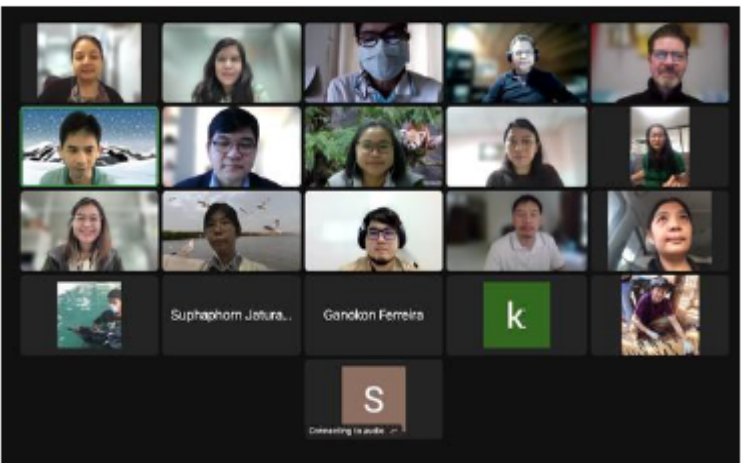 Suphaphorn Jatura...
Ganokon Ferreira
k
S
Connecting to audio